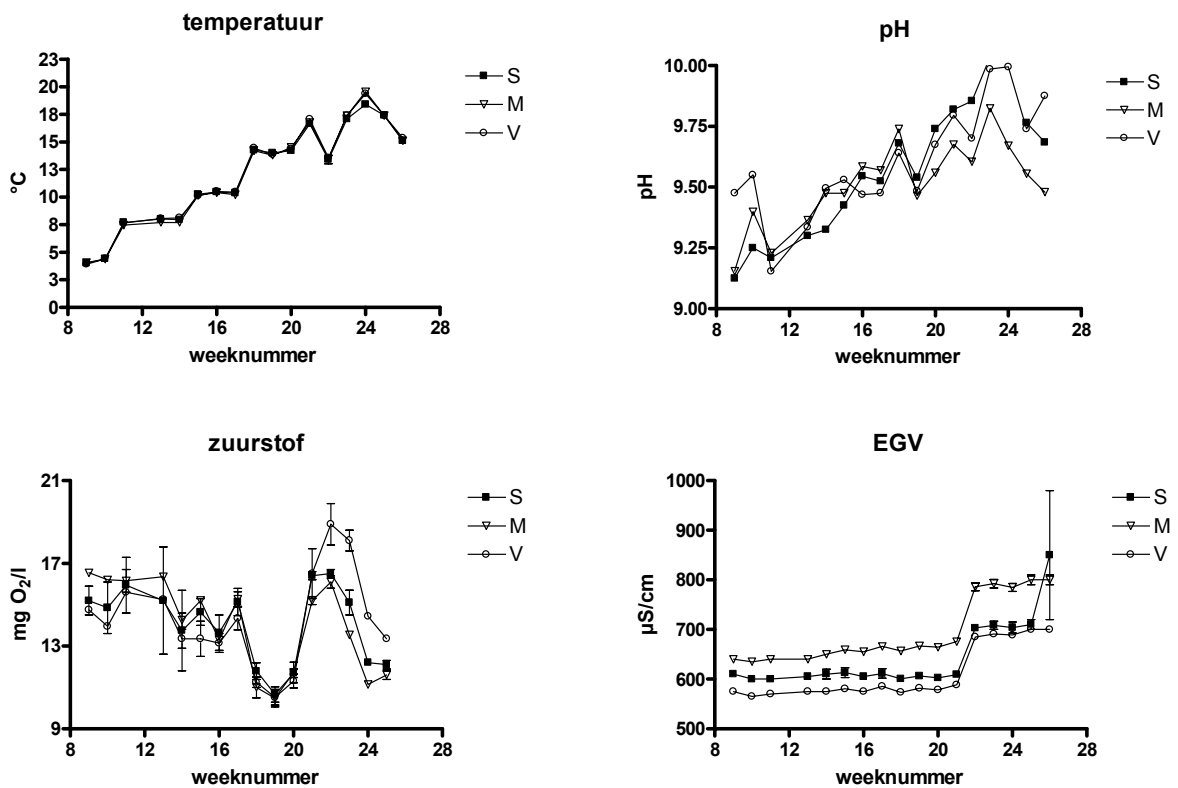 temperatuur
23
20
18
15
13
10
8
5
3
0
°C
8 12 16 20 24 28
weeknummer
S
M
V
pH
10.00
9.75
9.50
9.25
9.00
pH
8 12 16 20 24 28
weeknummer
S
M
V
zuurstof
21
17
13
9
mg O₂/l
8 12 16 20 24 28
weeknummer
S
M
V
EGV
1000
900
800
700
600
500
µS/cm
8 12 16 20 24 28
weeknummer
S
M
V